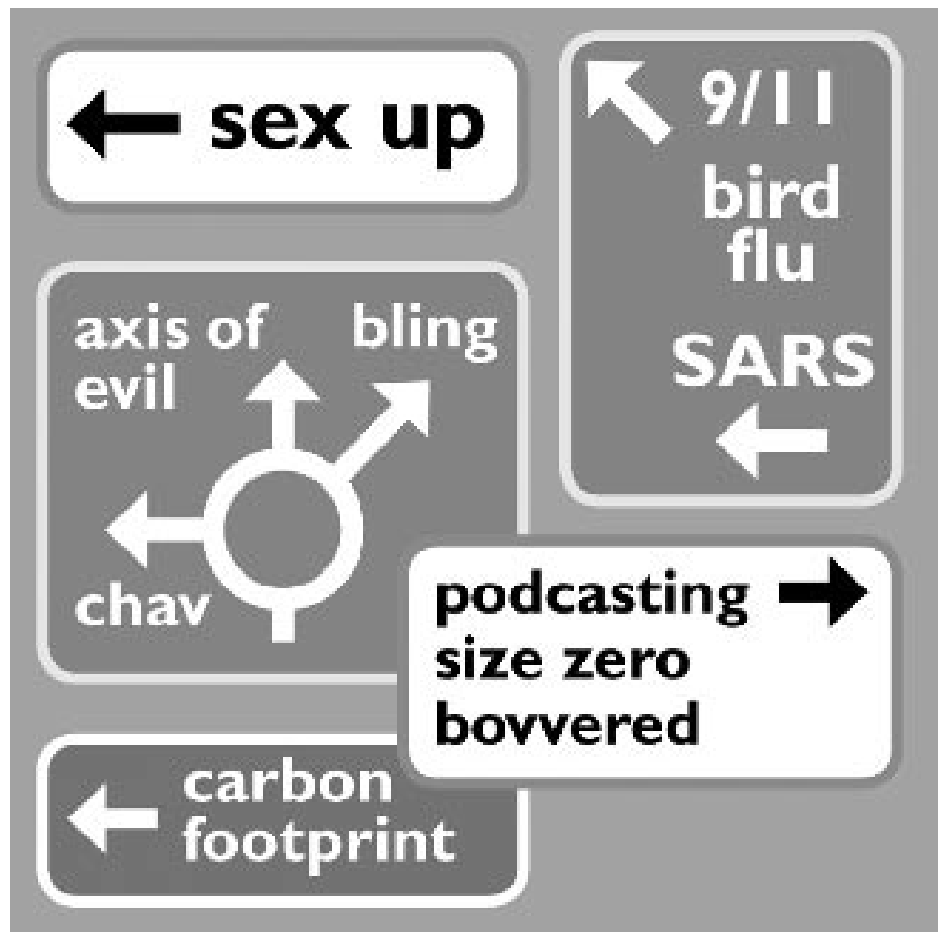 sex up
9/11
bird
flu
SARS
axis of
evil
bling
chav
podcasting
size zero
bovvered
carbon
footprint